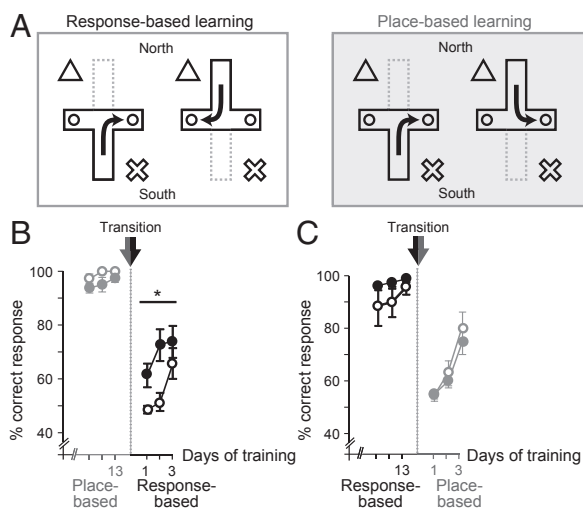 A
Response-based learning
Place-based learning
North
North
South
South
B
Transition
% correct response
100
80
60
40
*
13
1
3
Days of training
Place-
based
Response-
based
C
Transition
% correct response
100
80
60
40
13
1
3
Days of training
Response-
based
Place-
based